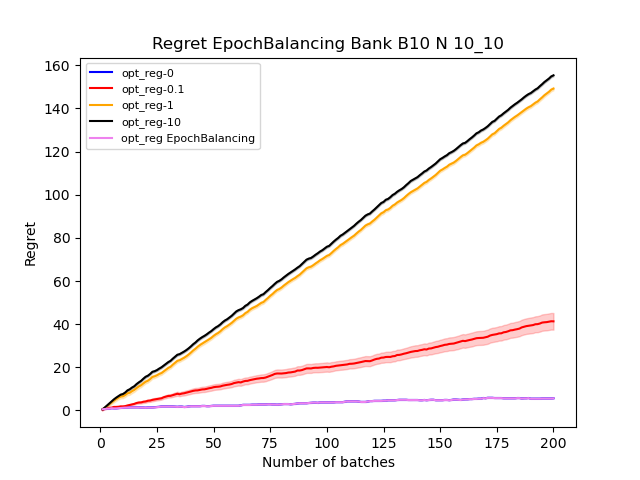 Regret EpochBalancing Bank B10 N 10_10
opt_reg-0
opt_reg-0.1
opt_reg-1
opt_reg-10
opt_reg EpochBalancing
Regret
160
140
120
100
80
60
40
20
0
0 25 50 75 100 125 150 175 200
Number of batches